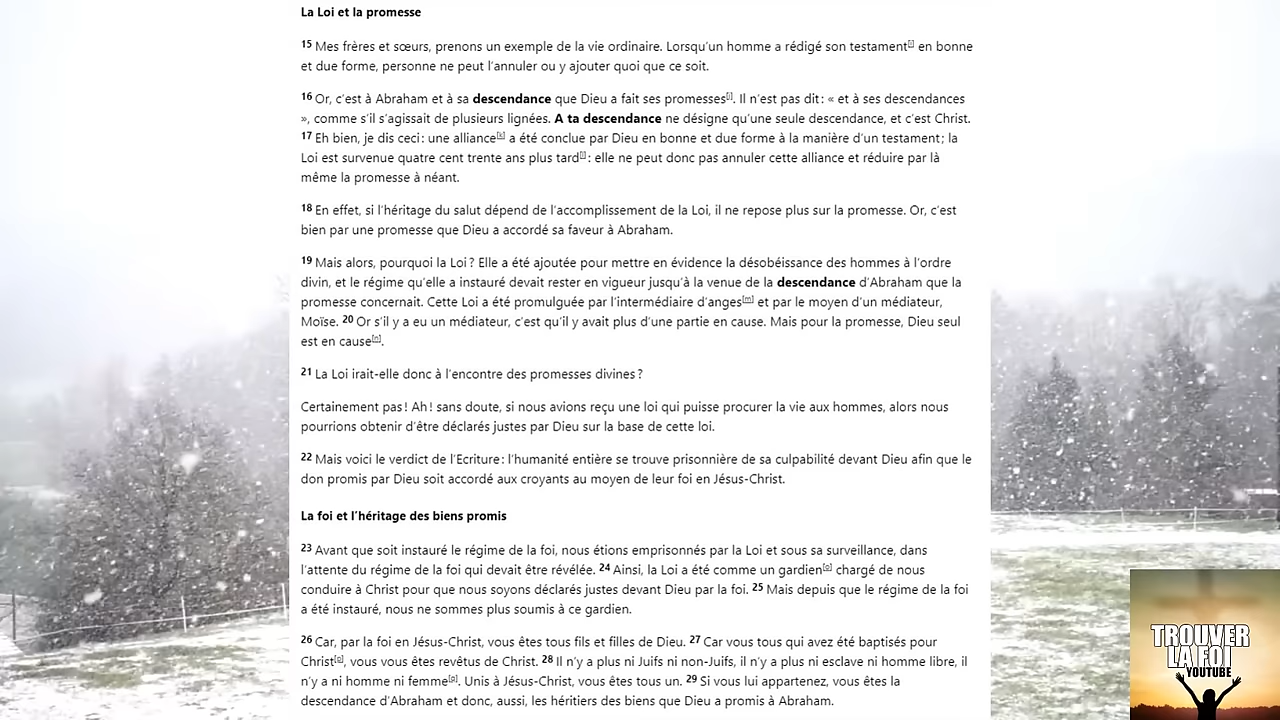 La Loi et la promesse
15 Mes frères et sœurs, prenons un exemple de la vie ordinaire. Lorsqu’un homme a rédigé son testament[i] en bonne
et due forme, personne ne peut l’annuler ou y ajouter quoi que ce soit.
16 Or, c’est à Abraham et à sa descendance que Dieu a fait ses promesses[j]. Il n’est pas dit : « et à ses descendances
», comme s’il s’agissait de plusieurs lignées. A ta descendance ne désigne qu’une seule descendance, et c’est Christ.
17 Eh bien, je dis ceci : une alliance[k] a été conclue par Dieu en bonne et due forme à la manière d’un testament ; la
Loi est survenue quatre cent trente ans plus tard[l] : elle ne peut donc pas annuler cette alliance et réduire par là
même la promesse à néant.
18 En effet, si l’héritage du salut dépend de l’accomplissement de la Loi, il ne repose plus sur la promesse. Or, c’est
bien par une promesse que Dieu a accordé sa faveur à Abraham.
19 Mais alors, pourquoi la Loi ? Elle a été ajoutée pour mettre en évidence la désobéissance des hommes à l’ordre
divin, et le régime qu’elle a instauré devait rester en vigueur jusqu’à la venue de la descendance d’Abraham que la
promesse concernait. Cette Loi a été promulguée par l’intermédiaire d’anges[m] et par le moyen d’un médiateur,
Moïse. 20 Or s’il y a eu un médiateur, c’est qu’il y avait plus d’une partie en cause. Mais pour la promesse, Dieu seul
est en cause[n].
21 La Loi irait-elle donc à l’encontre des promesses divines ?
Certainement pas ! Ah ! sans doute, si nous avions reçu une loi qui puisse procurer la vie aux hommes, alors nous
pourrions obtenir d’être déclarés justes par Dieu sur la base de cette loi.
22 Mais voici le verdict de l’Ecriture : l’humanité entière se trouve prisonnière de sa culpabilité devant Dieu afin que le
don promis par Dieu soit accordé aux croyants au moyen de leur foi en Jésus-Christ.
La foi et l’héritage des biens promis
23 Avant que soit instauré le régime de la foi, nous étions emprisonnés par la Loi et sous sa surveillance, dans
l’attente du régime de la foi qui devait être révélée. 24 Ainsi, la Loi a été comme un gardien[o] chargé de nous
conduire à Christ pour que nous soyons déclarés justes devant Dieu par la foi. 25 Mais depuis que le régime de la foi
a été instauré, nous ne sommes plus soumis à ce gardien.
26 Car, par la foi en Jésus-Christ, vous êtes tous fils et filles de Dieu. 27 Car vous tous qui avez été baptisés pour
Christ[p], vous vous êtes revêtus de Christ. 28 Il n’y a plus ni Juifs ni non-Juifs, il n’y a plus ni esclave ni homme libre, il
n’y a ni homme ni femme[q]. Unis à Jésus-Christ, vous êtes tous un. 29 Si vous lui appartenez, vous êtes la
descendance d’Abraham et donc, aussi, les héritiers des biens que Dieu a promis à Abraham.
TROUVER
LA FOI
YOUTUBE